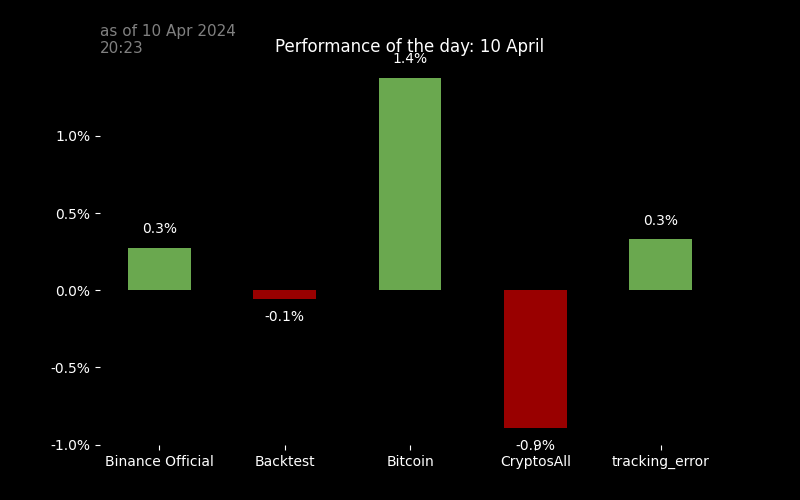 as of 10 Apr 2024
20:23
Performance of the day: 10 April
1.4%
1.0%
0.5%
0.3%
0.3%
0.0%
-0.1%
-0.5%
-0.9%
-1.0%
Binance Official
Backtest
Bitcoin
CryptosAll
tracking_error